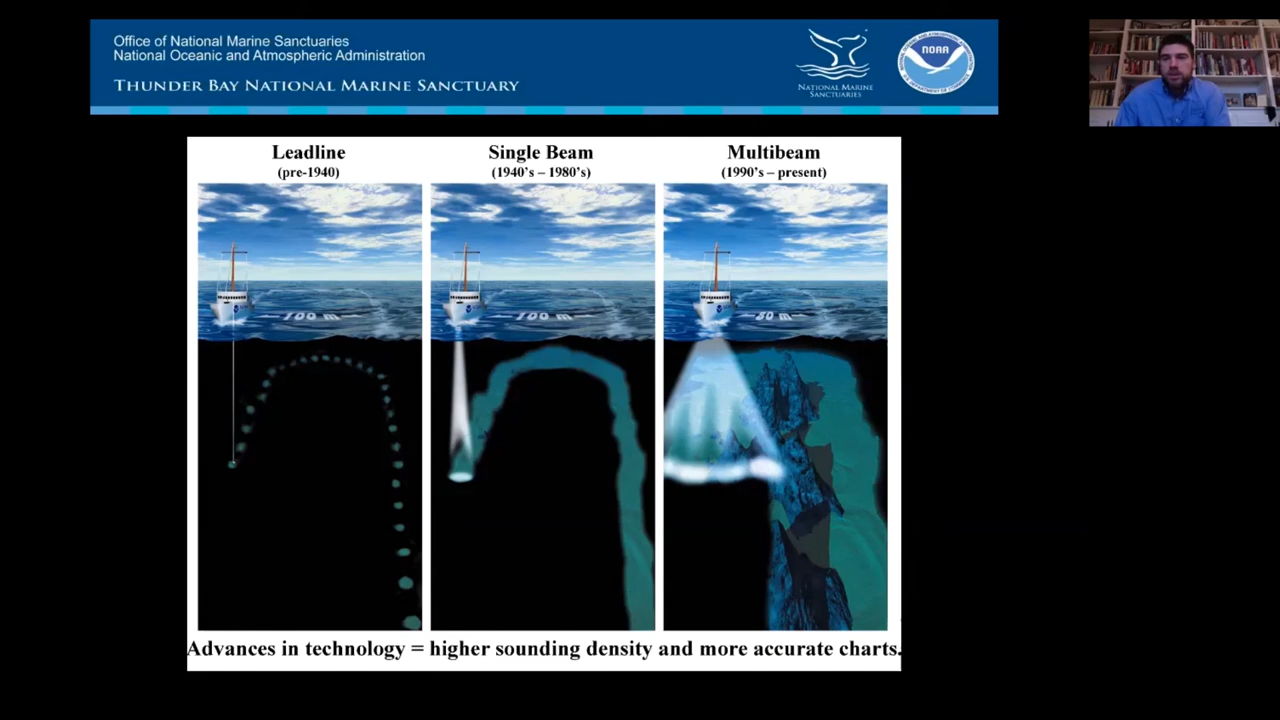 Office of National Marine Sanctuaries
National Oceanic and Atmospheric Administration
THUNDER BAY NATIONAL MARINE SANCTUARY
NATIONAL MARINE
SANCTUARIES
NOAA
Leadline
(pre-1940)
Single Beam
(1940's – 1980's)
Multibeam
(1990's – present)
100 m
100 m
50 m
Advances in technology = higher sounding density and more accurate charts.